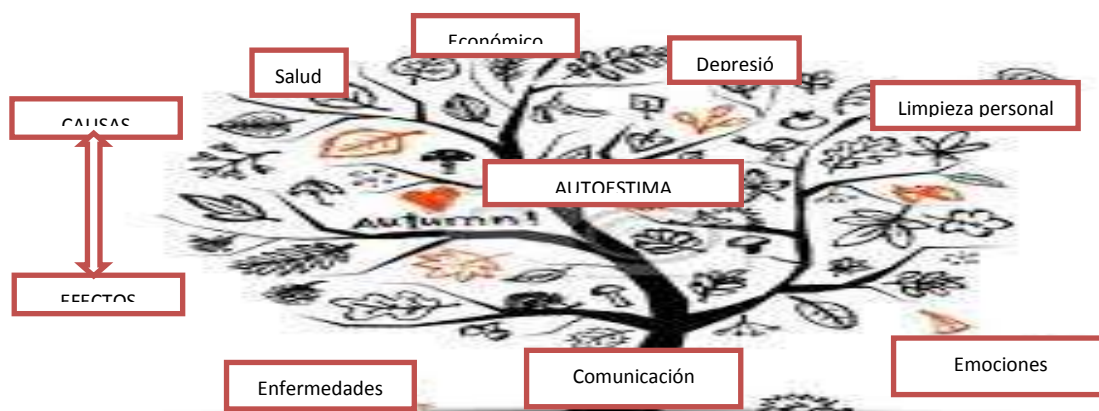 Económico
Salud
Depresió
Limpieza personal
CAUSAS
AUTOESTIMA
Autumn!
EFECTOS
Enfermedades
Comunicación
Emociones